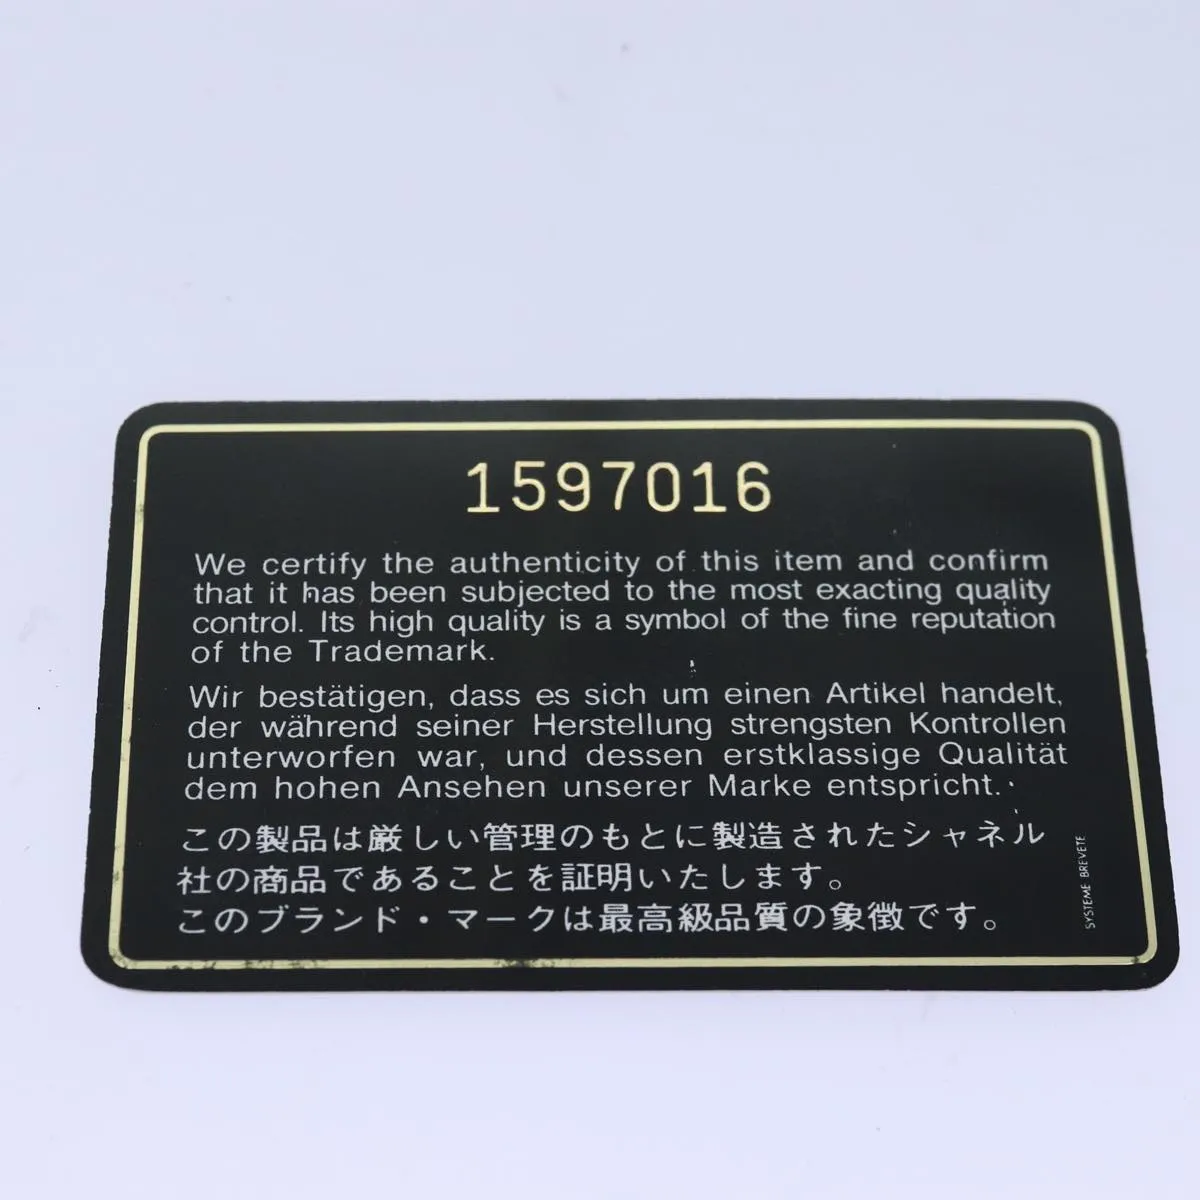 1597016
We certify the authenticity of this item and confirm
that it has been subjected to the most exacting quality
control. Its high quality is a symbol of the fine reputation
of the Trademark.
Wir bestätigen, dass es sich um einen Artikel handelt,
der während seiner Herstellung strengsten Kontrollen
unterworfen war, und dessen erstklassige Qualität
dem hohen Ansehen unserer Marke entspricht.
この製品は厳しい管理のもとに製造されたシャネル
社の商品であることを証明いたします。
このブランド・マークは最高級品質の象徴です。
SYSTEME BREVETE